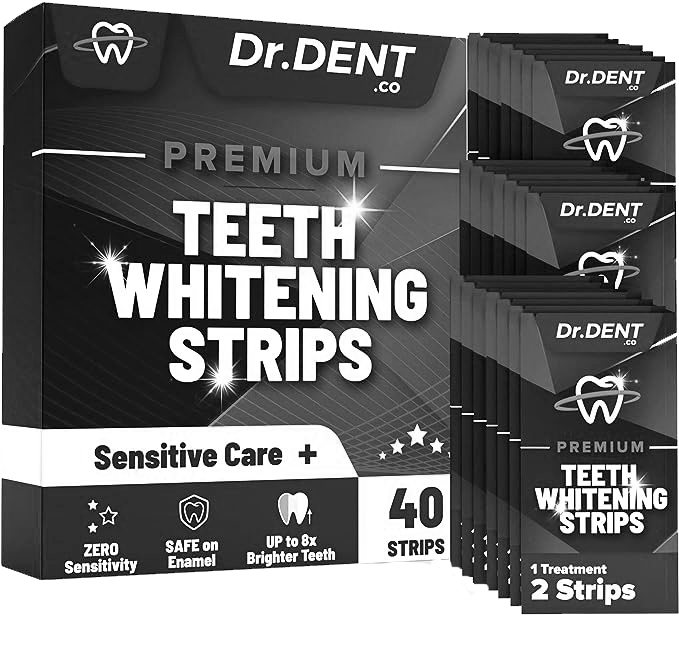 Dr.DENT
.co
PREMIUM
TEETH
WHITENING
STRIPS
Sensitive Care +
ZERO
Sensitivity
SAFE on
Enamel
UP to 8x
Brighter Teeth
40
STRIPS
Dr.DENT
.co
Dr.DENT
.co
Dr.DENT
.co
PREMIUM
TEETH
WHITENING
STRIPS
1 Treatment
2 Strips